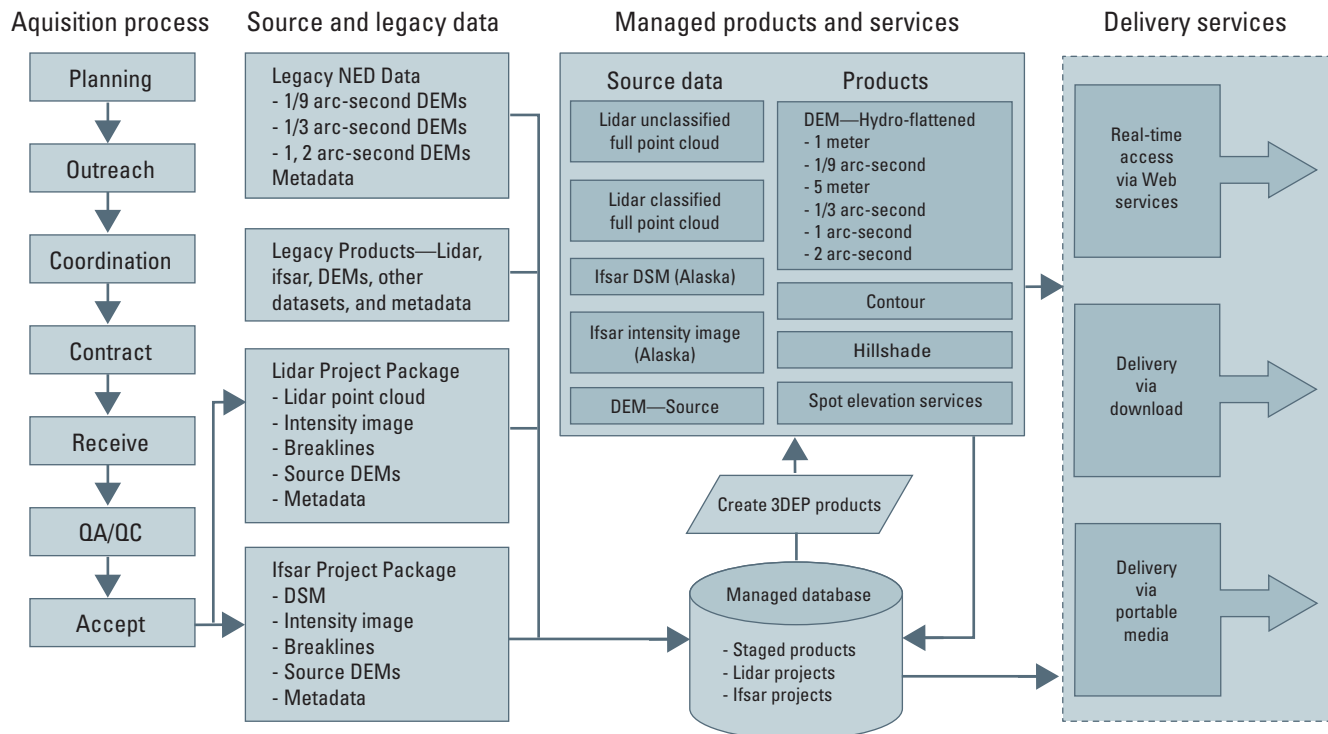 Aquisition process
Planning
Outreach
Coordination
Contract
Receive
QA/QC
Accept
Source and legacy data
Legacy NED Data
- 1/9 arc-second DEMs
- 1/3 arc-second DEMs
- 1, 2 arc-second DEMs
Metadata
Legacy Products—Lidar,
ifsar, DEMs, other
datasets, and metadata
Lidar Project Package
- Lidar point cloud
- Intensity image
- Breaklines
- Source DEMs
- Metadata
Ifsar Project Package
- DSM
- Intensity image
- Breaklines
- Source DEMs
- Metadata
Managed products and services
Source data
Lidar unclassified
full point cloud
Lidar classified
full point cloud
Ifsar DSM (Alaska)
Ifsar intensity image
(Alaska)
DEM—Source
Products
DEM—Hydro-flattened
- 1 meter
- 1/9 arc-second
- 5 meter
- 1/3 arc-second
- 1 arc-second
- 2 arc-second
Contour
Hillshade
Spot elevation services
Create 3DEP products
Managed database
- Staged products
- Lidar projects
- Ifsar projects
Delivery services
Real-time
access
via Web
services
Delivery
via
download
Delivery
via
portable
media